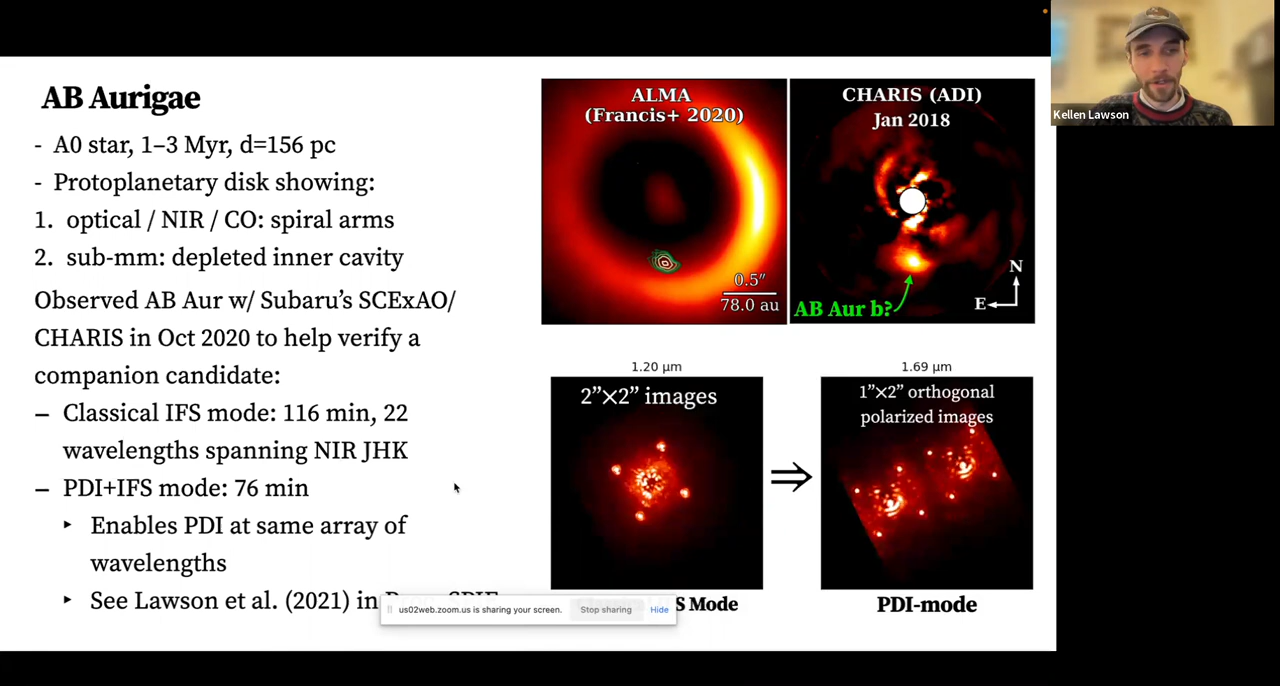 AB Aurigae
- A0 star, 1–3 Myr, d=156 pc
- Protoplanetary disk showing:
1. optical / NIR / CO: spiral arms
2. sub-mm: depleted inner cavity
Observed AB Aur w/ Subaru's SCExAO/
CHARIS in Oct 2020 to help verify a
companion candidate:
– Classical IFS mode: 116 min, 22
wavelengths spanning NIR JHK
– PDI+IFS mode: 76 min
‣ Enables PDI at same array of
wavelengths
‣ See Lawson et al. (2021) in
ALMA
(Francis+ 2020)
0.5"
78.0 au
CHARIS (ADI)
Jan 2018
AB Aur b?
N
E
1.20 μm
2”×2” images
S Mode
⇒
1.69 μm
1”×2” orthogonal
polarized images
PDI-mode
us02web.zoom.us is sharing your screen. Stop sharing Hide
Kellen Lawson